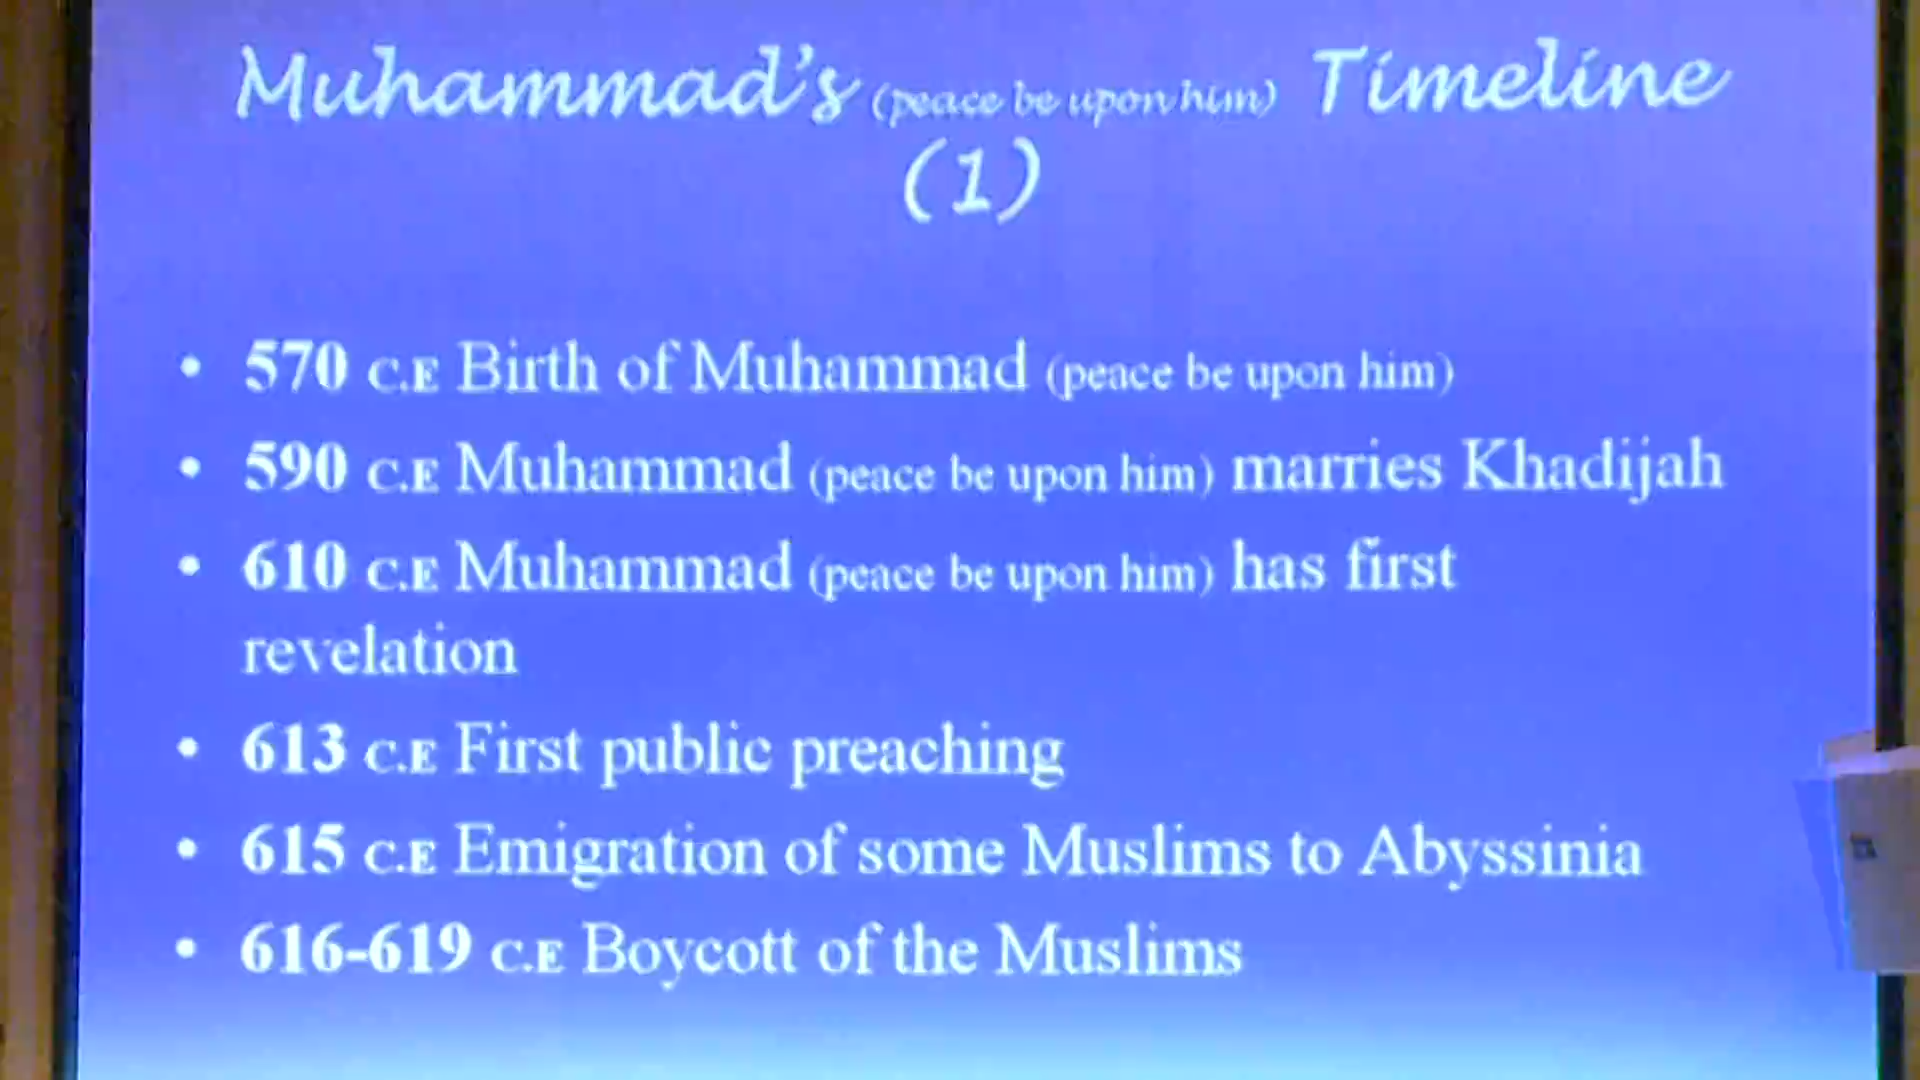 Muhammad's (peace be upon him) Timeline
(1)
• 570 C.E Birth of Muhammad (peace be upon him)
• 590 C.E Muhammad (peace be upon him) marries Khadijah
• 610 C.E Muhammad (peace be upon him) has first
revelation
• 613 C.E First public preaching
• 615 C.E Emigration of some Muslims to Abyssinia
• 616-619 C.E Boycott of the Muslims